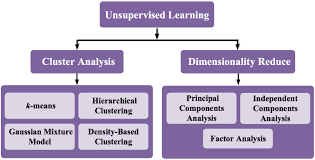 Unsupervised Learning
Cluster Analysis
Dimensionality Reduce
k-means
Hierarchical
Clustering
Gaussian Mixture
Model
Density-Based
Clustering
Principal
Components
Analysis
Independent
Components
Analysis
Factor Analysis